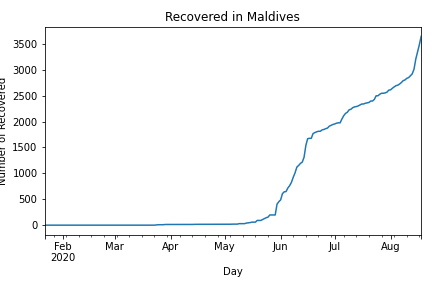 Recovered in Maldives
Number of Recovered
3500
3000
2500
2000
1500
1000
500
0
Feb
2020
Mar
Apr
May
Jun
Jul
Aug
Day